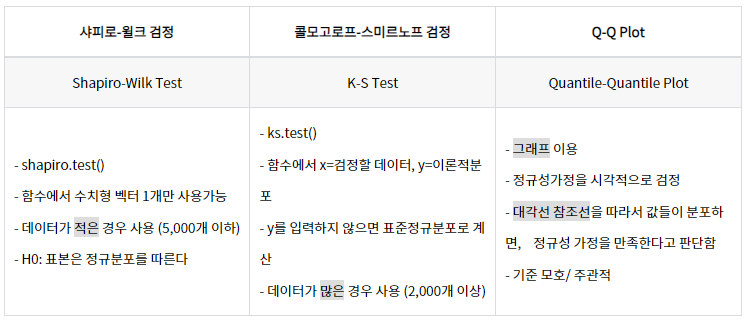 샤피로-윌크 검정
콜모고로프-스미르노프 검정
Q-Q Plot
Shapiro-Wilk Test
K-S Test
Quantile-Quantile Plot
- shapiro.test()
- 함수에서 수치형 벡터 1개만 사용가능
- 데이터가 적은 경우 사용 (5,000개 이하)
- H0: 표본은 정규분포를 따른다
- ks.test()
- 함수에서 x=검정할 데이터, y=이론적분
포
- y를 입력하지 않으면 표준정규분포로 계
산
- 데이터가 많은 경우 사용 (2,000개 이상)
- 그래프 이용
- 정규성가정을 시각적으로 검정
- 대각선 참조선을 따라서 값들이 분포하
면, 정규성 가정을 만족한다고 판단함
- 기준 모호/ 주관적